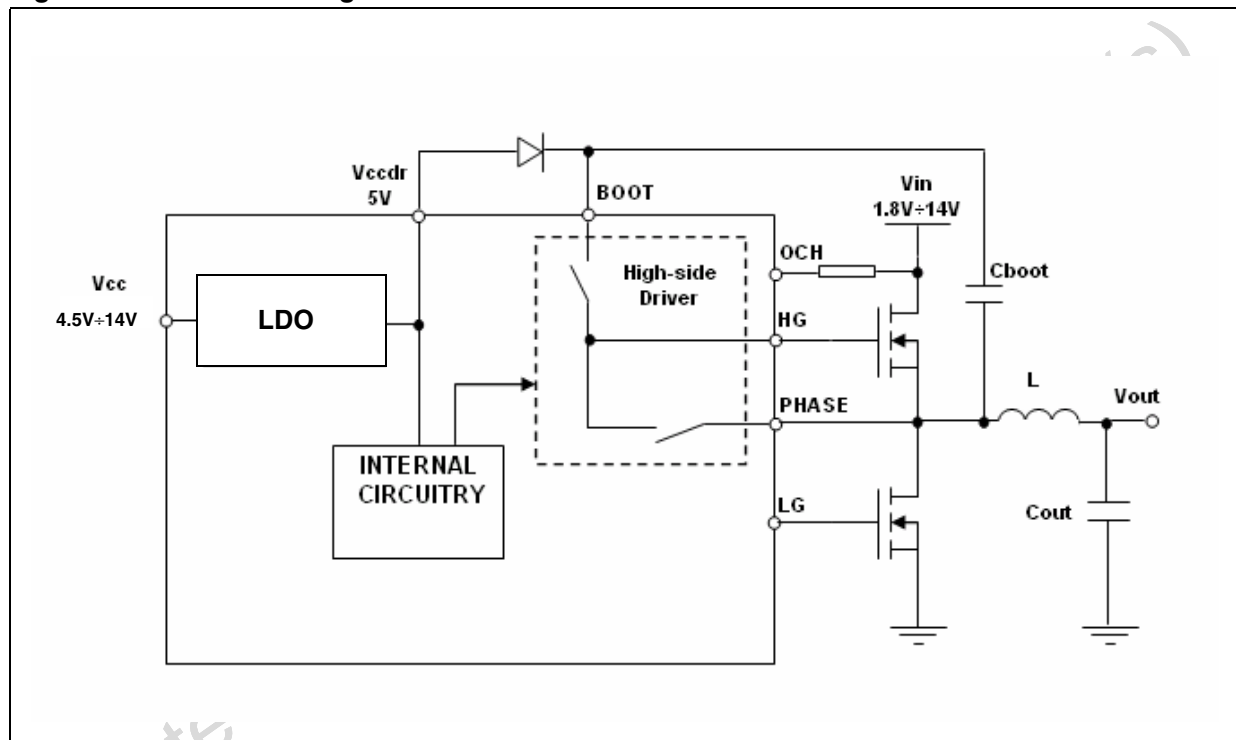 Vccdr
5V
BOOT
Vin
1.8V÷14V
OCH
High-side
Driver
Cboot
Vcc
4.5V÷14V
LDO
HG
L
Vout
PHASE
INTERNAL
CIRCUITRY
LG
Cout